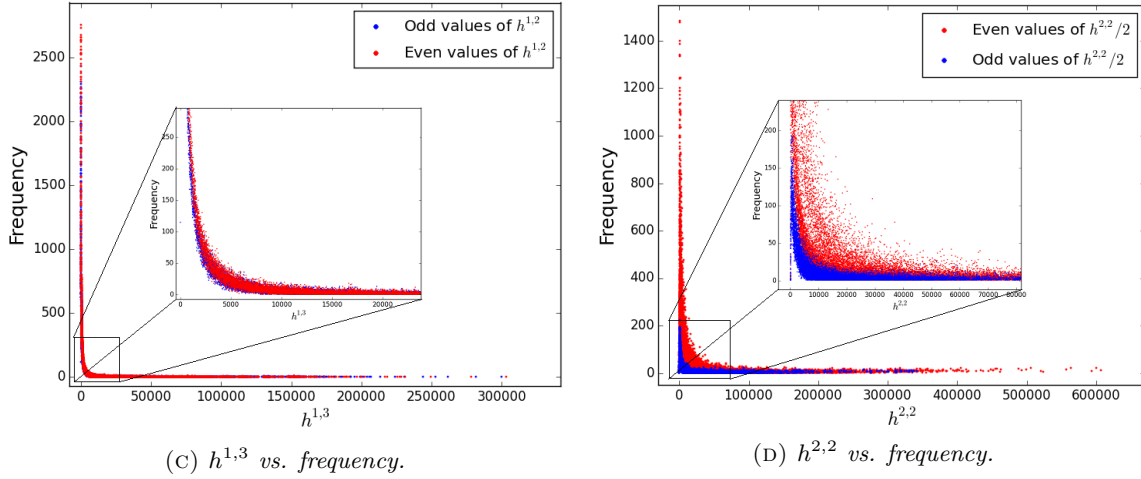 Odd values of h^{1,2}
Even values of h^{1,2}
Frequency
2500
2000
1500
1000
500
0
0 50000 100000 150000 200000 250000 300000
h^{1,3}
Frequency
250
200
150
100
50
0
0 5000 10000 15000 20000
h^{1,3}
(C) h^{1,3} vs. frequency.
Even values of h^{2,2}/2
Odd values of h^{2,2}/2
Frequency
1400
1200
1000
800
600
400
200
0
0 100000 200000 300000 400000 500000 600000
h^{2,2}
Frequency
200
150
100
50
0
0 10000 20000 30000 40000 50000 60000 70000 80000
h^{2,2}
(D) h^{2,2} vs. frequency.